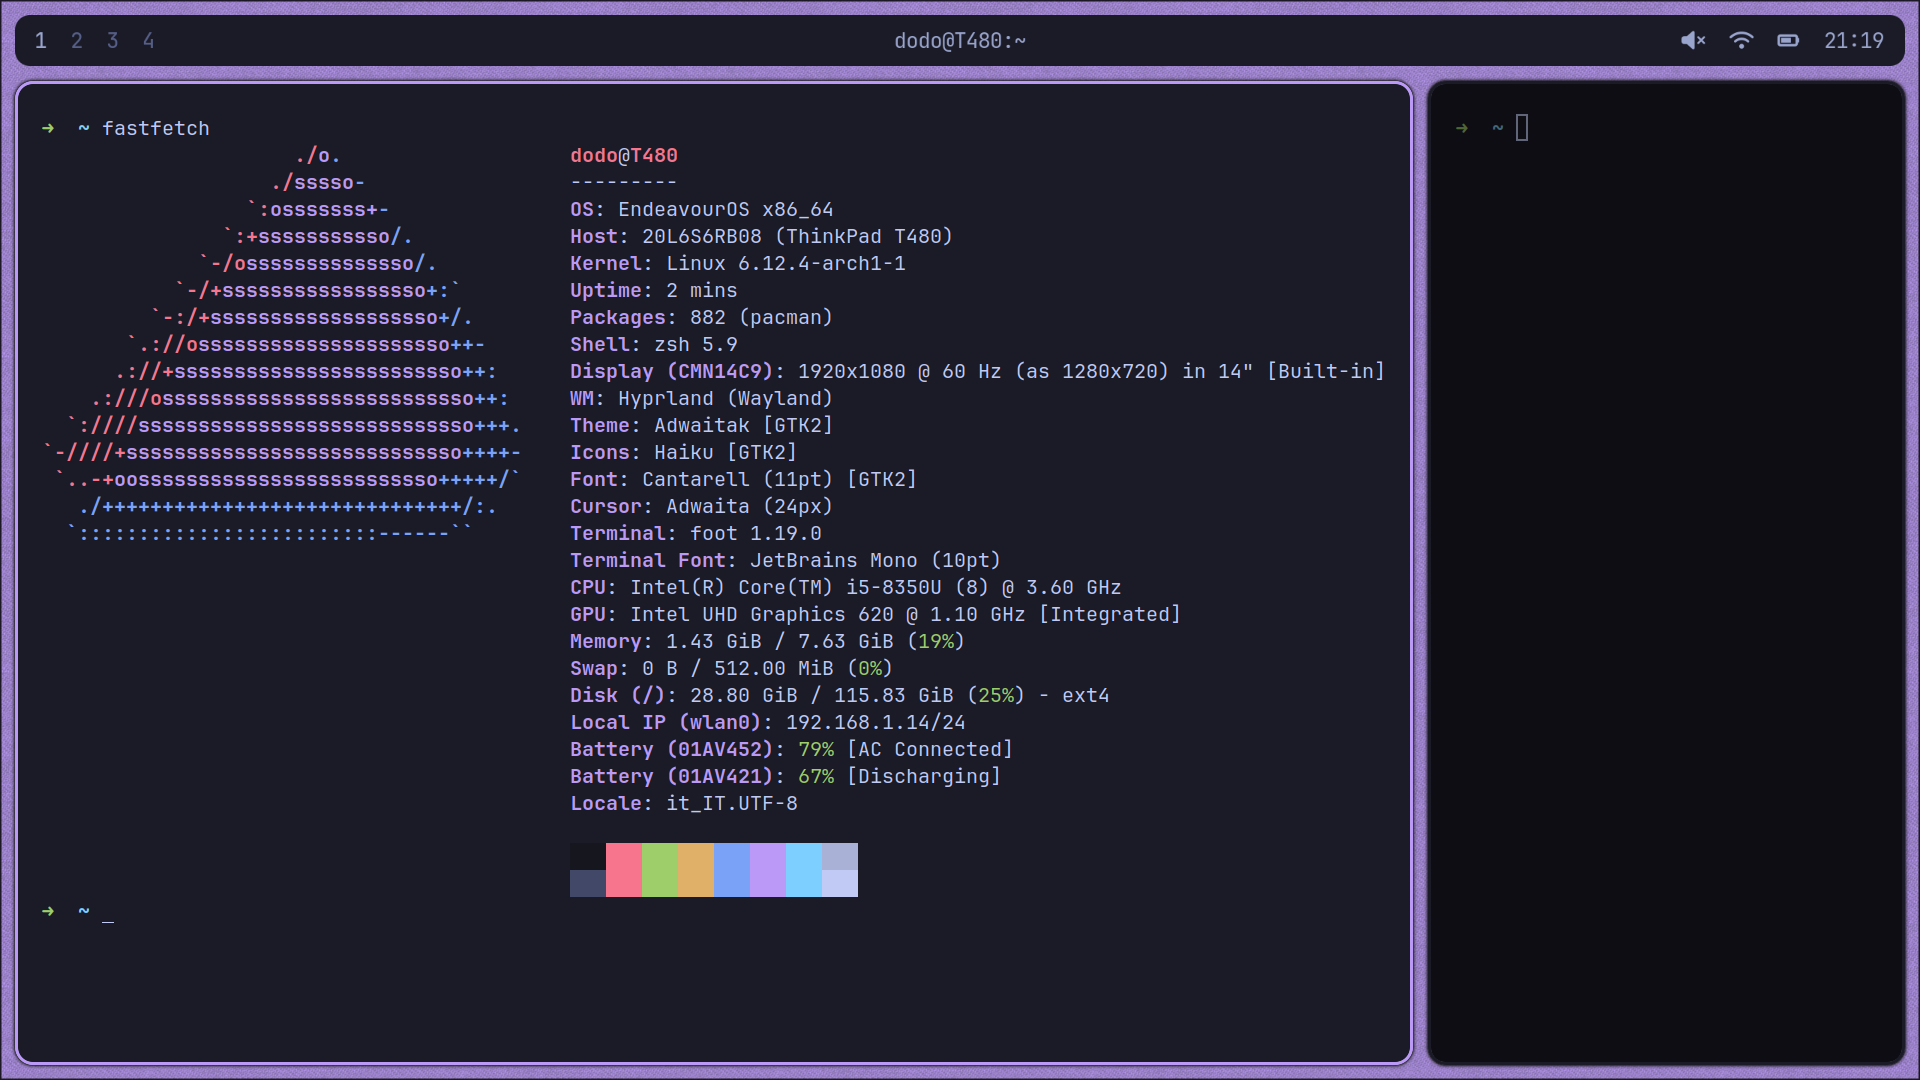 1 2 3 4
dodo@T480:~
21:19
→ ~ fastfetch
./o.
./sssso-
`:osssssss+-
`:+sssssssssso/.
`-/ossssssssssssso/.
`-/+sssssssssssssssso+:`
`-:/+sssssssssssssssssso+/.
`.://osssssssssssssssssssso++-
.://+ssssssssssssssssssssssso++:
.:///ossssssssssssssssssssssssso++:
`:////ssssssssssssssssssssssssssso+++.
`-////+ssssssssssssssssssssssssssso++++-
`..-+oosssssssssssssssssssssssso+++++/`
./++++++++++++++++++++++++++++++/:.
`:::::::::::::::::::::::::------``
dodo@T480
---------
OS: EndeavourOS x86_64
Host: 20L6S6RB08 (ThinkPad T480)
Kernel: Linux 6.12.4-arch1-1
Uptime: 2 mins
Packages: 882 (pacman)
Shell: zsh 5.9
Display (CMN14C9): 1920x1080 @ 60 Hz (as 1280x720) in 14" [Built-in]
WM: Hyprland (Wayland)
Theme: Adwaitak [GTK2]
Icons: Haiku [GTK2]
Font: Cantarell (11pt) [GTK2]
Cursor: Adwaita (24px)
Terminal: foot 1.19.0
Terminal Font: JetBrains Mono (10pt)
CPU: Intel(R) Core(TM) i5-8350U (8) @ 3.60 GHz
GPU: Intel UHD Graphics 620 @ 1.10 GHz [Integrated]
Memory: 1.43 GiB / 7.63 GiB (19%)
Swap: 0 B / 512.00 MiB (0%)
Disk (/): 28.80 GiB / 115.83 GiB (25%) - ext4
Local IP (wlan0): 192.168.1.14/24
Battery (01AV452): 79% [AC Connected]
Battery (01AV421): 67% [Discharging]
Locale: it_IT.UTF-8
→ ~ _
→ ~